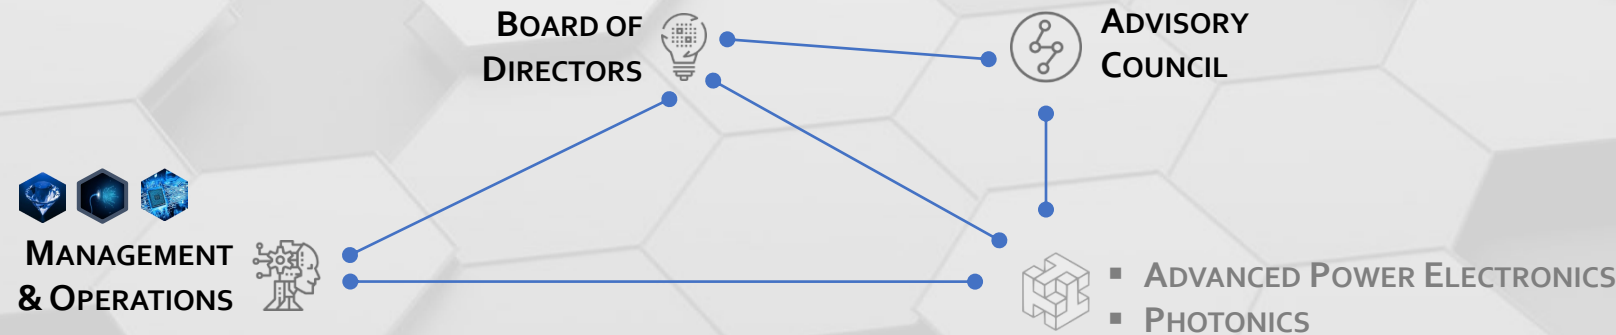 BOARD OF
DIRECTORS
ADVISORY
COUNCIL
MANAGEMENT
& OPERATIONS
▪ ADVANCED POWER ELECTRONICS
▪ PHOTONICS